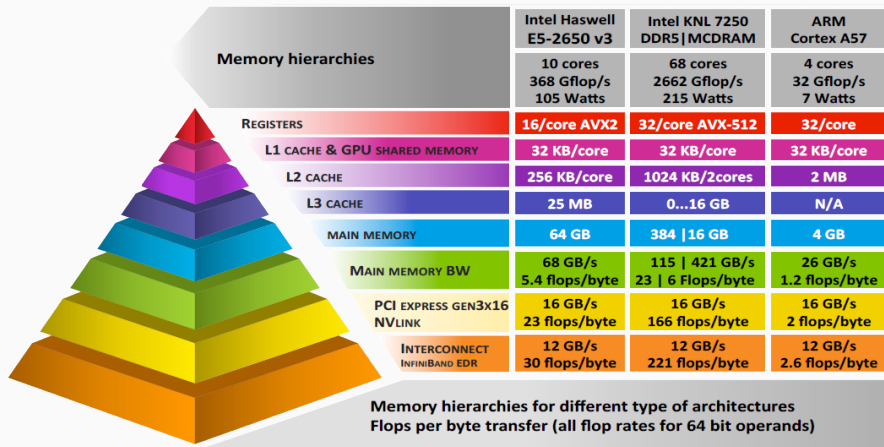 Memory hierarchies
Intel Haswell
E5-2650 v3
Intel KNL 7250
DDR5|MCDRAM
ARM
Cortex A57
10 cores
368 Gflop/s
105 Watts
68 cores
2662 Gflop/s
215 Watts
4 cores
32 Gflop/s
7 Watts
REGISTERS
16/core AVX2
32/core AVX-512
32/core
L1 CACHE & GPU SHARED MEMORY
32 KB/core
32 KB/core
32 KB/core
L2 CACHE
256 KB/core
1024 KB/2cores
2 MB
L3 CACHE
25 MB
0...16 GB
N/A
MAIN MEMORY
64 GB
384 |16 GB
4 GB
MAIN MEMORY BW
68 GB/s
5.4 flops/byte
115 | 421 GB/s
23 | 6 Flops/byte
26 GB/s
1.2 flops/byte
PCI EXPRESS GEN3X16
NVLINK
16 GB/s
23 flops/byte
16 GB/s
166 flops/byte
16 GB/s
2 flops/byte
INTERCONNECT
INFINIBAND EDR
12 GB/s
30 flops/byte
12 GB/s
221 flops/byte
12 GB/s
2.6 flops/byte
Memory hierarchies for different type of architectures
Flops per byte transfer (all flop rates for 64 bit operands)